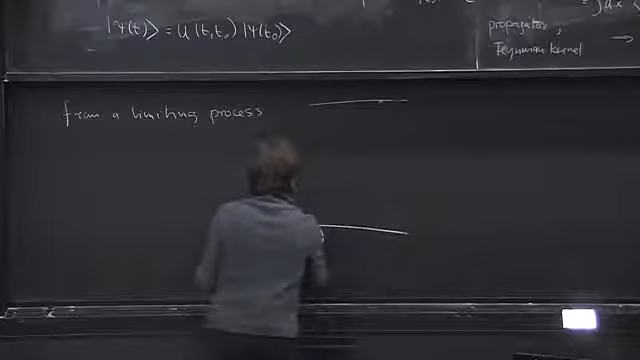 |ψ(t)⟩ = U(t,t₀) |ψ(t₀)⟩
propagator,
Feynman Kernel
→
from a limiting process